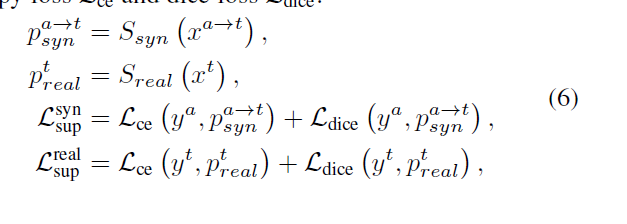 p_{syn}^{a→t} = S_{syn} (x^{a→t}) ,
p_{real}^{t} = S_{real} (x^{t}) ,
ℒ_{sup}^{syn} = ℒ_{ce} (y^{a}, p_{syn}^{a→t}) + ℒ_{dice} (y^{a}, p_{syn}^{a→t}) ,
(6)
ℒ_{sup}^{real} = ℒ_{ce} (y^{t}, p_{real}^{t}) + ℒ_{dice} (y^{t}, p_{real}^{t}) ,